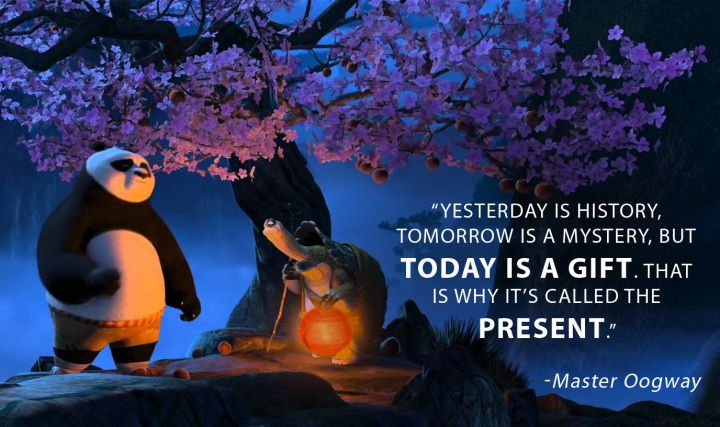 “YESTERDAY IS HISTORY,
TOMORROW IS A MYSTERY, BUT
TODAY IS A GIFT. THAT
IS WHY IT’S CALLED THE
PRESENT.”
-Master Oogway